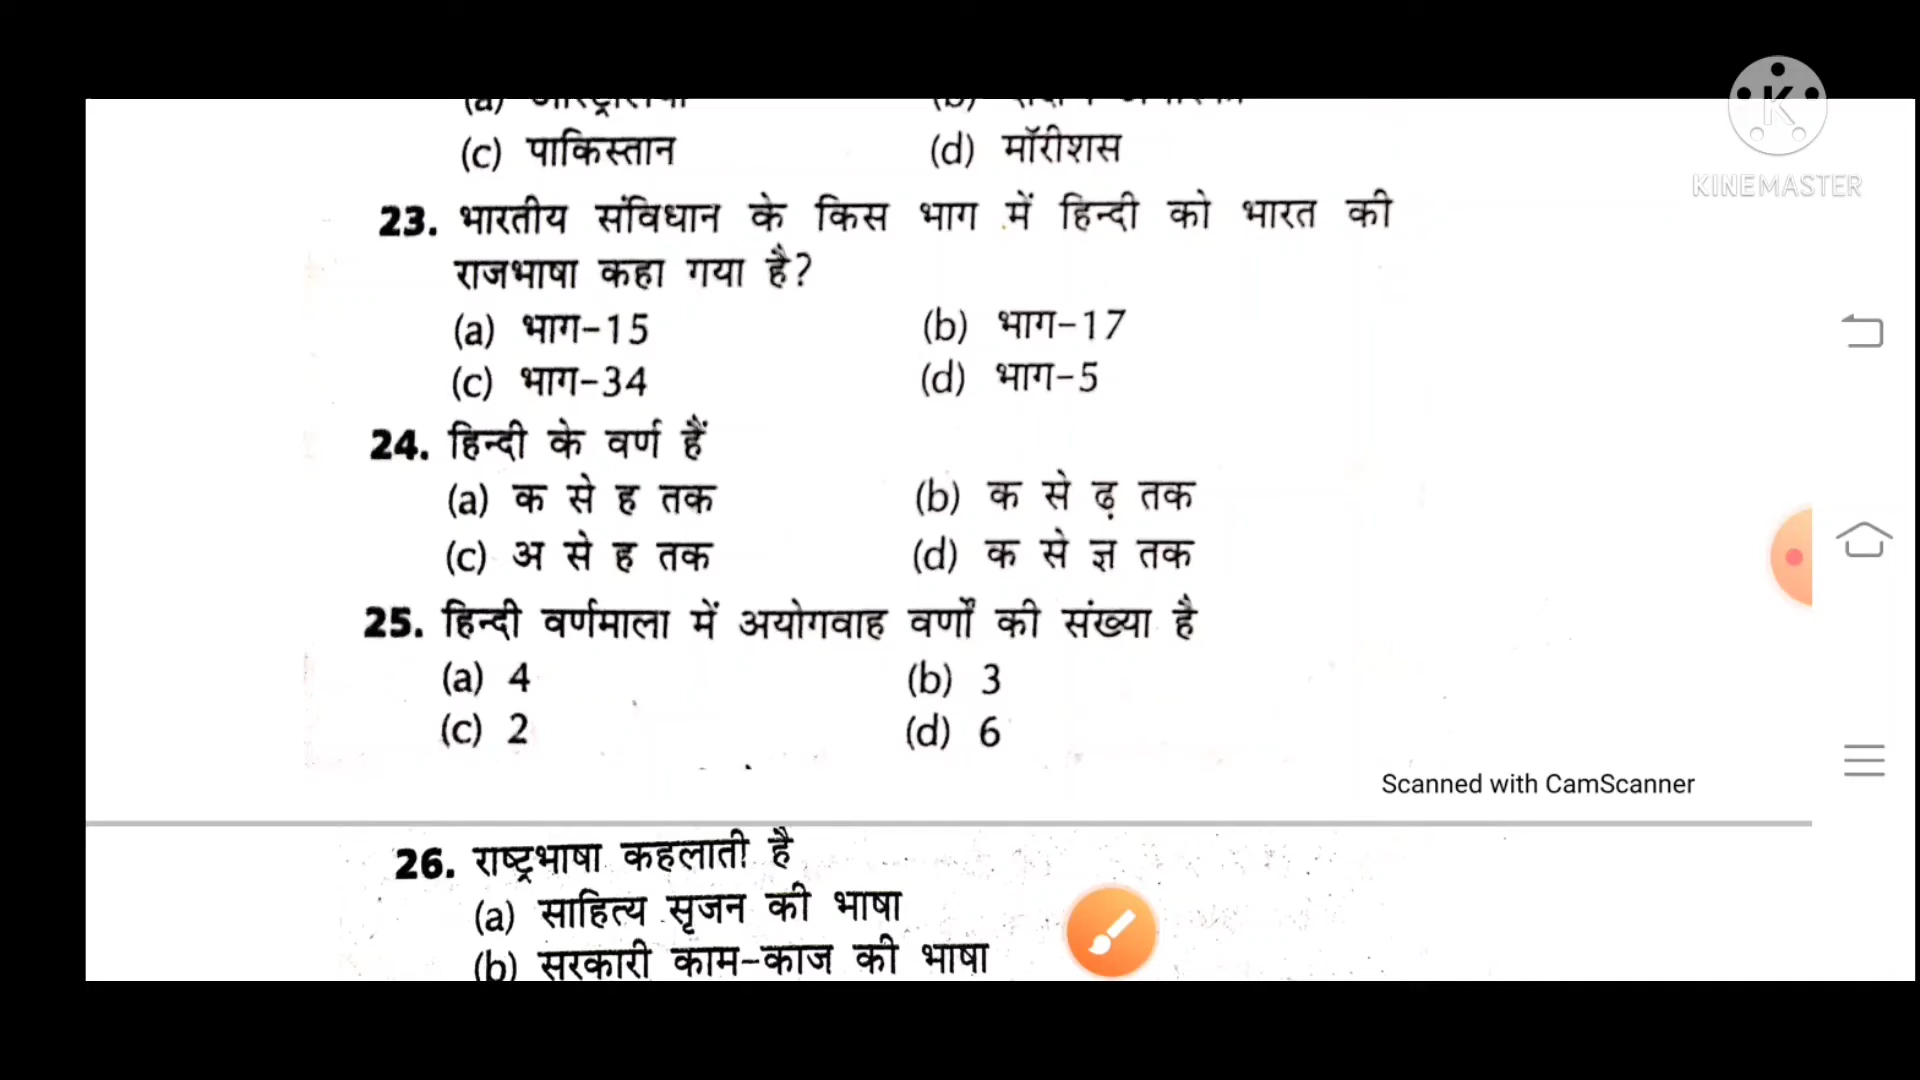 (c) पाकिस्तान (d) मॉरीशस
KINEMASTER
23. भारतीय संविधान के किस भाग में हिन्दी को भारत की
राजभाषा कहा गया है?
(a) भाग-15 (b) भाग-17
(c) भाग-34 (d) भाग-5
24. हिन्दी के वर्ण हैं
(a) क से ह तक (b) क से ढ़ तक
(c) अ से ह तक (d) क से ज्ञ तक
25. हिन्दी वर्णमाला में अयोगवाह वर्णों की संख्या है
(a) 4 (b) 3
(c) 2 (d) 6
Scanned with CamScanner
26. राष्ट्रभाषा कहलाती है
(a) साहित्य सृजन की भाषा
(b) सरकारी काम-काज की भाषा